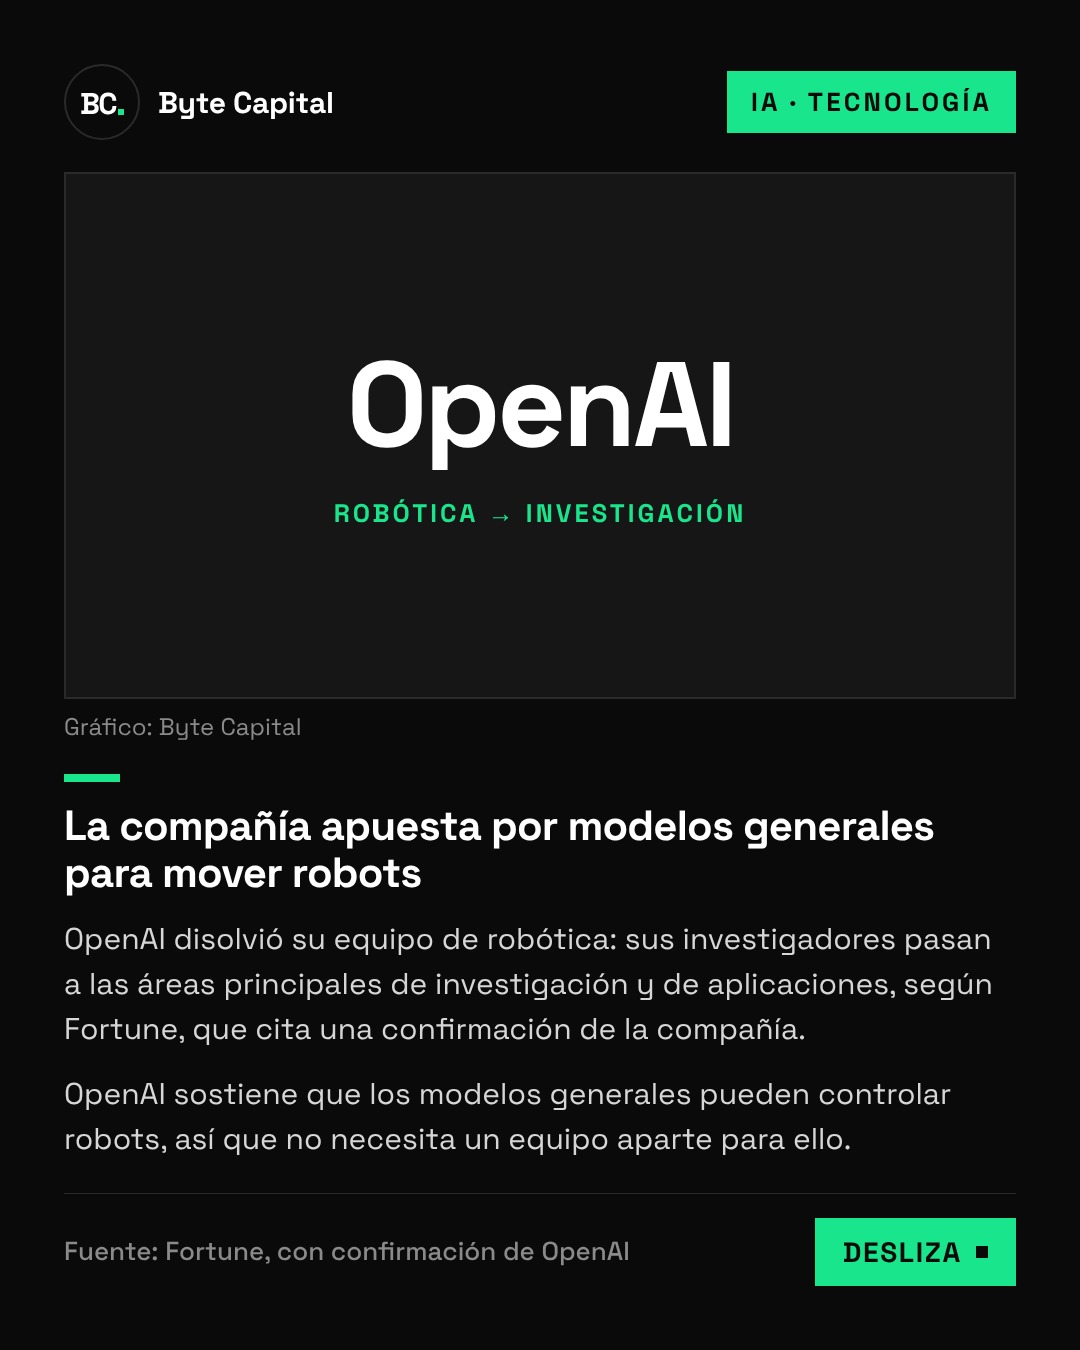 BC.
Byte Capital
IA · TECNOLOGÍA
OpenAI
ROBÓTICA → INVESTIGACIÓN
Gráfico: Byte Capital
La compañía apuesta por modelos generales
para mover robots
OpenAI disolvió su equipo de robótica: sus investigadores pasan
a las áreas principales de investigación y de aplicaciones, según
Fortune, que cita una confirmación de la compañía.
OpenAI sostiene que los modelos generales pueden controlar
robots, así que no necesita un equipo aparte para ello.
Fuente: Fortune, con confirmación de OpenAI
DESLIZA